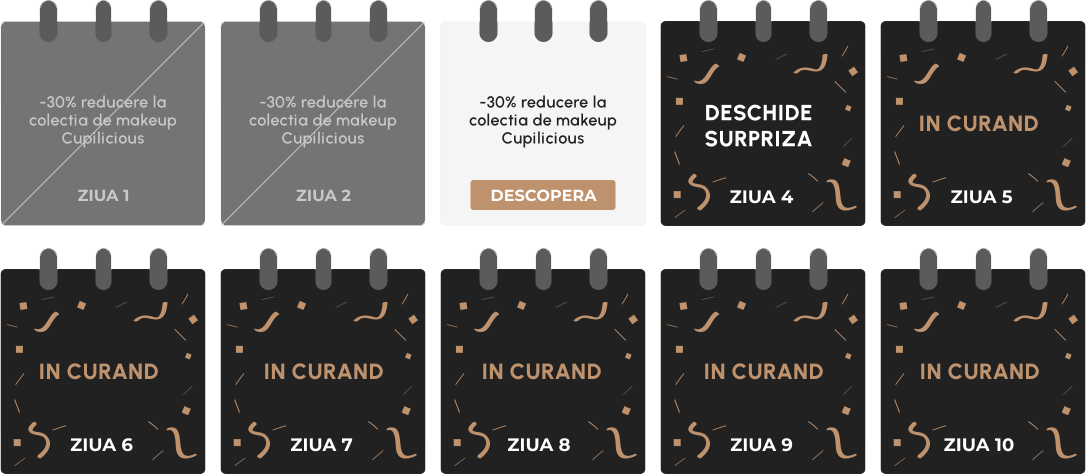 -30% reducere la
colectia de makeup
Cupilicious
ZIUA 1
-30% reducere la
colectia de makeup
Cupilicious
ZIUA 2
-30% reducere la
colectia de makeup
Cupilicious
DESCOPERA
DESCHIDE
SURPRIZA
ZIUA 4
IN CURAND
ZIUA 5
IN CURAND
ZIUA 6
IN CURAND
ZIUA 7
IN CURAND
ZIUA 8
IN CURAND
ZIUA 9
IN CURAND
ZIUA 10